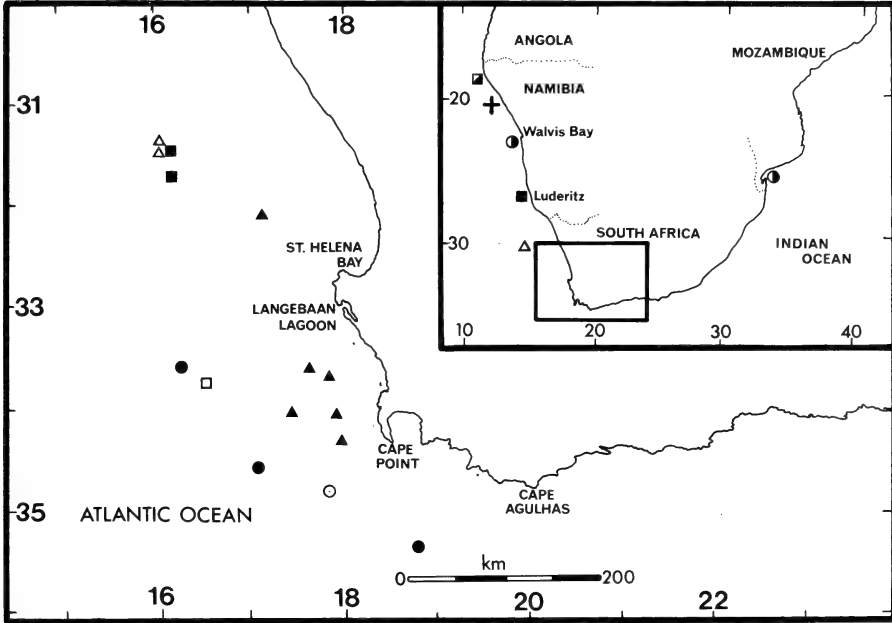 16
18
ANGOLA
MOZAMBIQUE
-31
-20
NAMIBIA
Walvis Bay
Luderitz
ST. HELENA
BAY
-30
SOUTH AFRICA
INDIAN
OCEAN
-33
LANGEBAAN
LAGOON
10
20
30
40
CAPE
POINT
CAPE
AGULHAS
-35
ATLANTIC OCEAN
km
0
200
16
18
20
22